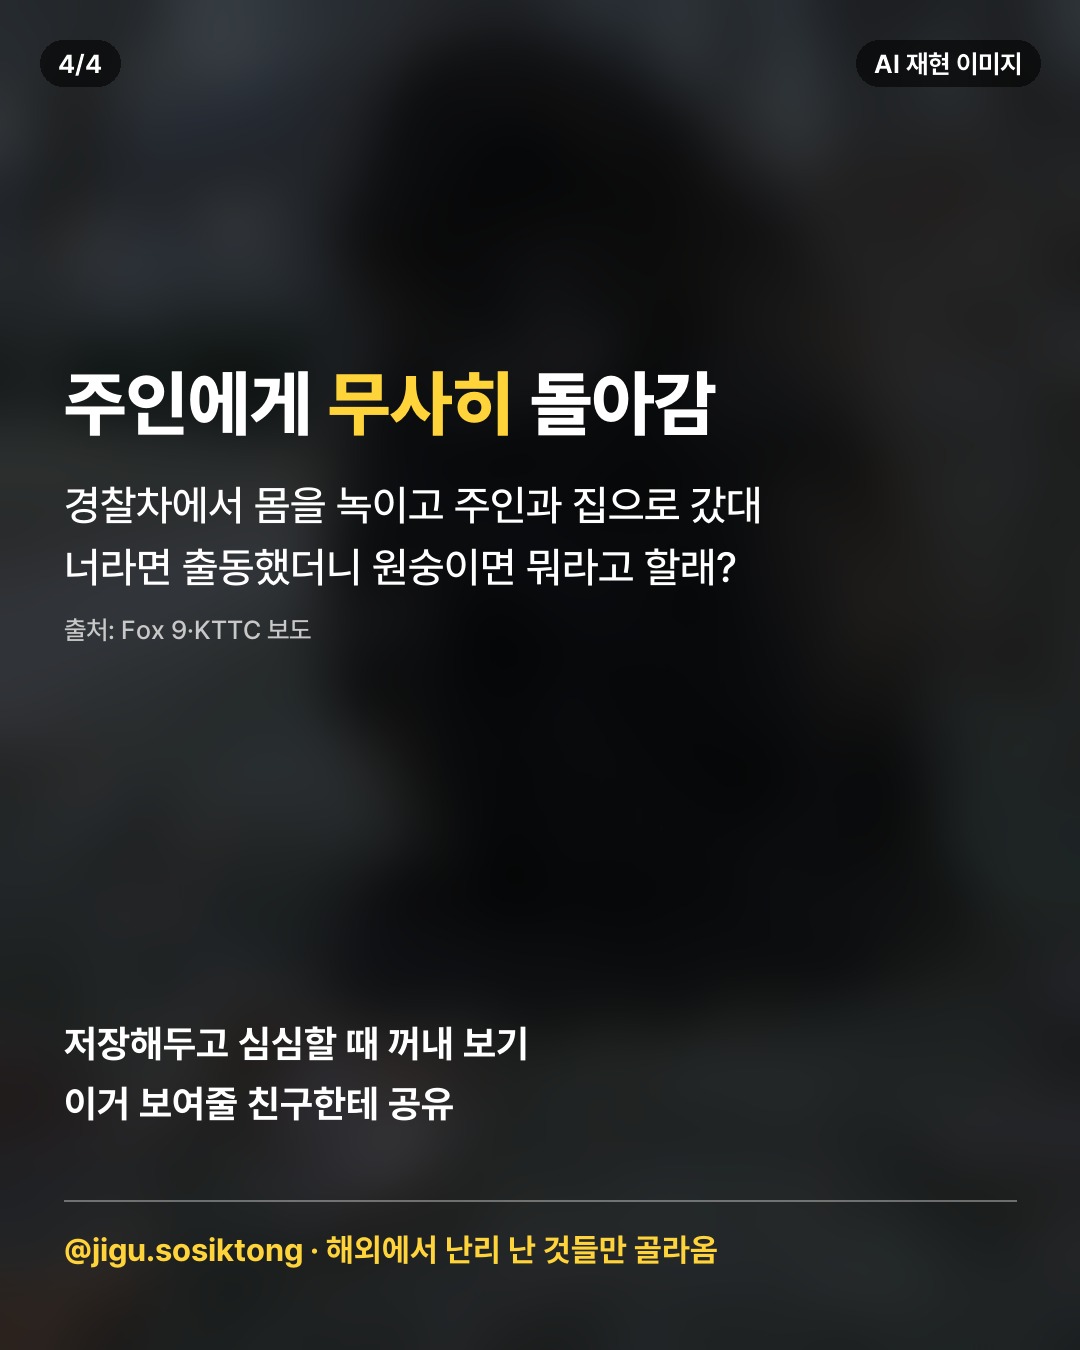 4/4
AI 재현 이미지
주인에게 무사히 돌아감
경찰차에서 몸을 녹이고 주인과 집으로 갔대
너라면 출동했더니 원숭이면 뭐라고 할래?
출처: Fox 9·KTTC 보도
저장해두고 심심할 때 꺼내 보기
이거 보여줄 친구한테 공유
@jigu.sosiktong · 해외에서 난리 난 것들만 골라옴